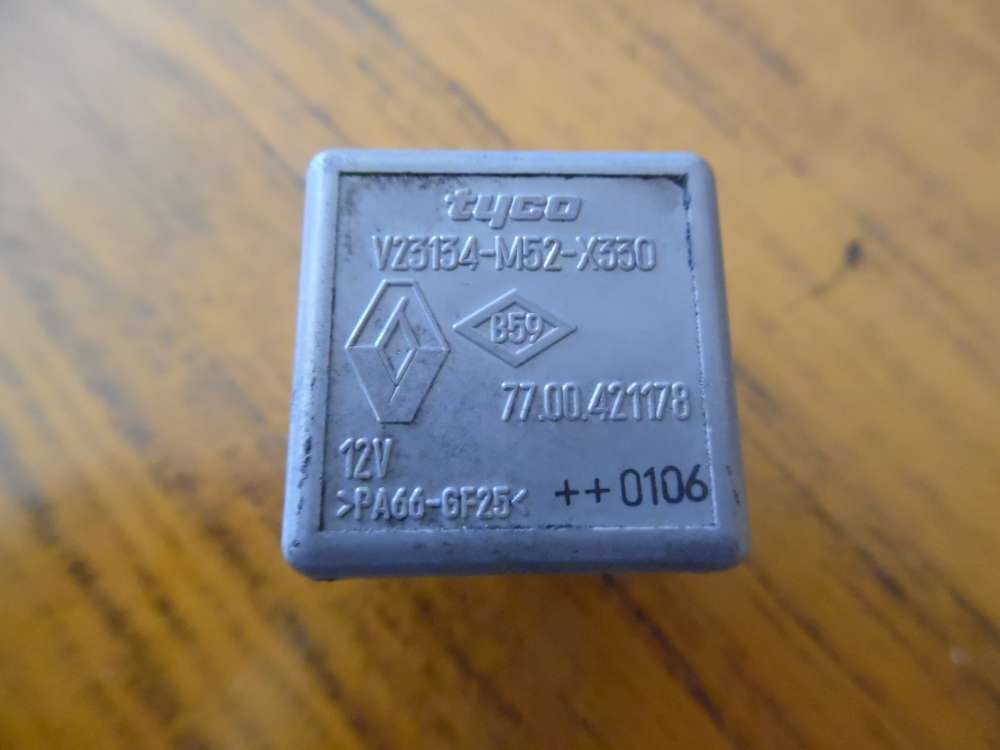 tyco
V23134-M52-X330
B59
77.00.421178
12V
>PA66-GF25< ++0106